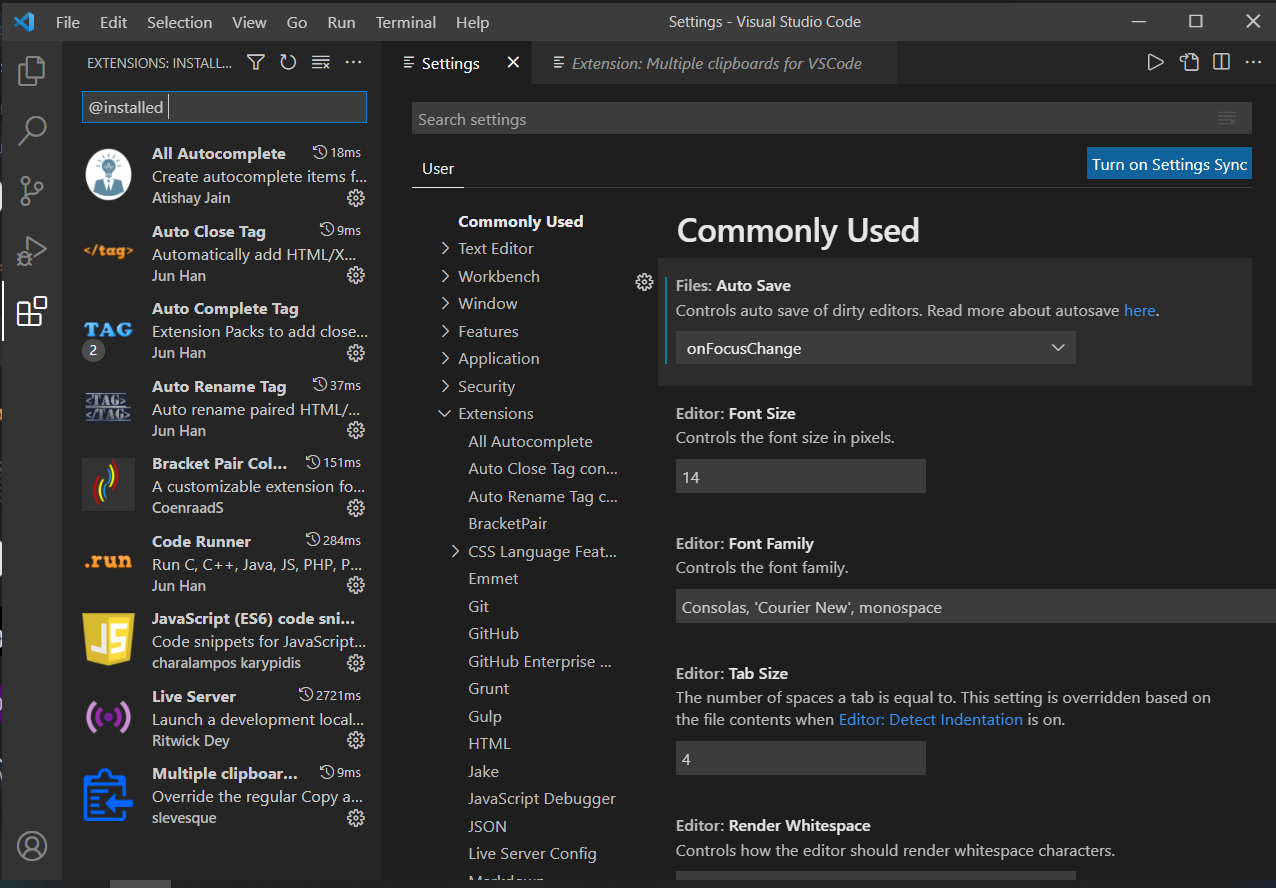 File Edit Selection View Go Run Terminal Help
Settings - Visual Studio Code
EXTENSIONS: INSTALL...
@installed
All Autocomplete 18ms
Create autocomplete items f...
Atishay Jain
</tag>
Auto Close Tag 9ms
Automatically add HTML/X...
Jun Han
TAG
2
Auto Complete Tag
Extension Packs to add close...
Jun Han
<TAG>
</TAG>
Auto Rename Tag 37ms
Auto rename paired HTML/...
Jun Han
Bracket Pair Col... 151ms
A customizable extension fo...
CoenraadS
.run
Code Runner 284ms
Run C, C++, Java, JS, PHP, P...
Jun Han
JS
JavaScript (ES6) code sni...
Code snippets for JavaScript...
charalampos karypidis
Live Server 2721ms
Launch a development local...
Ritwick Dey
Multiple clipboar... 9ms
Override the regular Copy a...
slevesque
Settings
Extension: Multiple clipboards for VSCode
Search settings
User
Turn on Settings Sync
Commonly Used
Text Editor
Workbench
Window
Features
Application
Security
Extensions
All Autocomplete
Auto Close Tag con...
Auto Rename Tag c...
BracketPair
CSS Language Feat...
Emmet
Git
GitHub
GitHub Enterprise ...
Grunt
Gulp
HTML
Jake
JavaScript Debugger
JSON
Live Server Config
Commonly Used
Files: Auto Save
Controls auto save of dirty editors. Read more about autosave here.
onFocusChange
Editor: Font Size
Controls the font size in pixels.
14
Editor: Font Family
Controls the font family.
Consolas, 'Courier New', monospace
Editor: Tab Size
The number of spaces a tab is equal to. This setting is overridden based on
the file contents when Editor: Detect Indentation is on.
4
Editor: Render Whitespace
Controls how the editor should render whitespace characters.